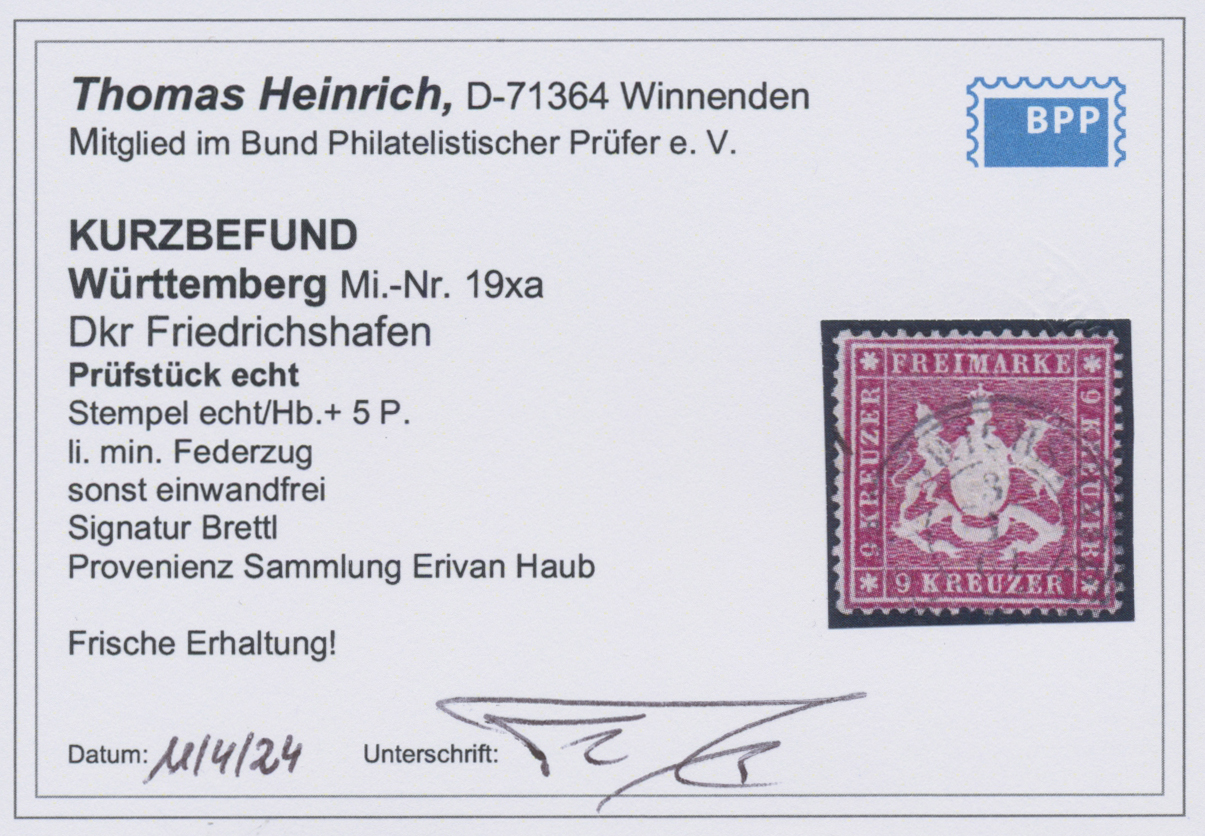 Thomas Heinrich, D-71364 Winnenden
Mitglied im Bund Philatelistischer Prüfer e. V.
BPP
KURZBEFUND
Württemberg Mi.-Nr. 19xa
Dkr Friedrichshafen
Prüfstück echt
Stempel echt/Hb.+ 5 P.
li. min. Federzug
sonst einwandfrei
Signatur Brettl
Provenienz Sammlung Erivan Haub
Frische Erhaltung!
FREIMARKE
9 KREUZER
9 KREUZER
9 KREUZER
Datum: 11/4/24 Unterschrift: